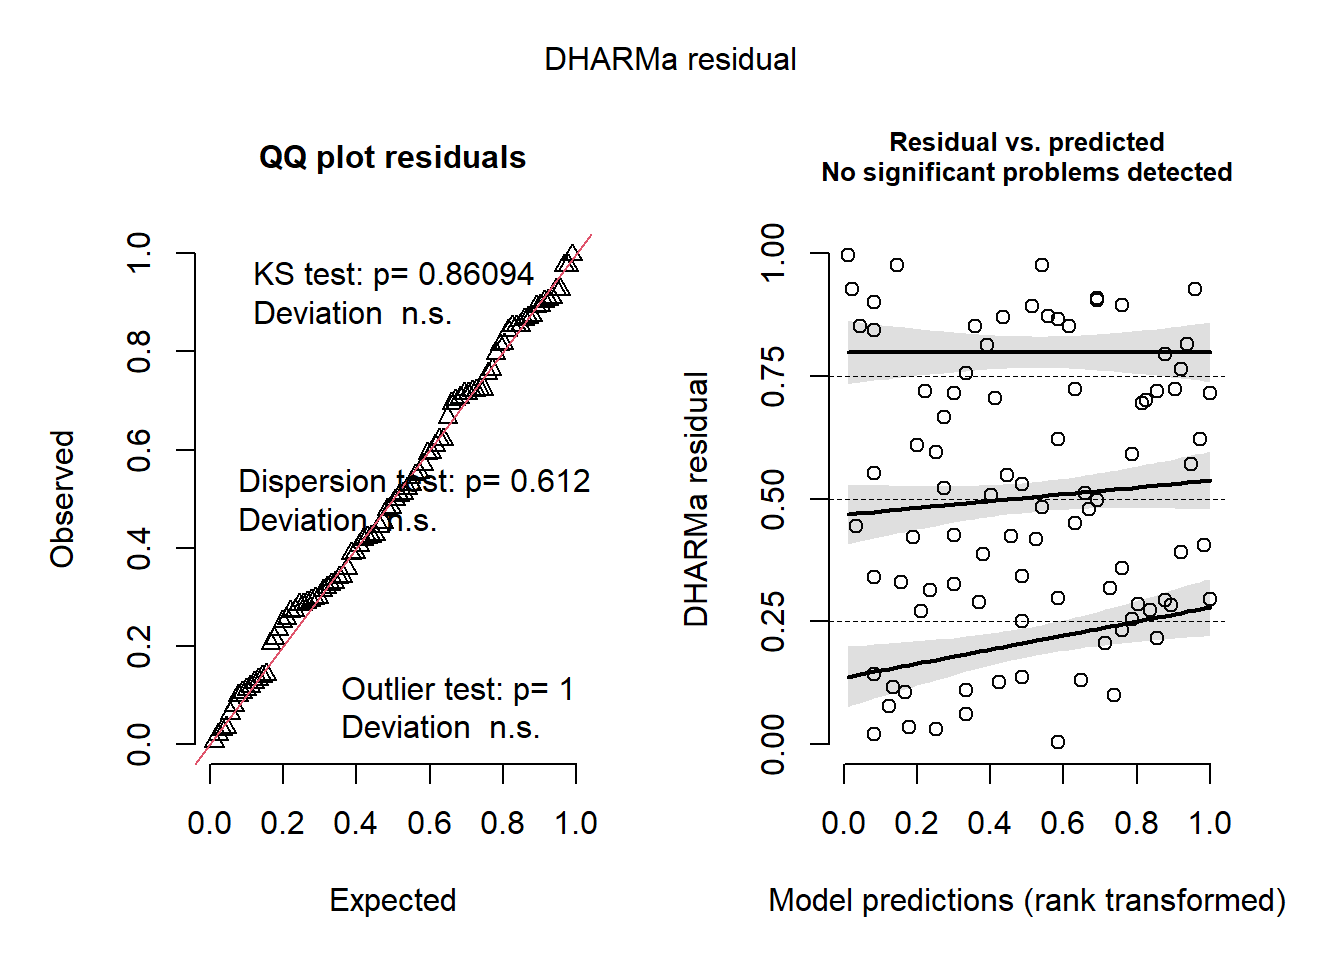 DHARMa residual
QQ plot residuals
KS test: p= 0.86094
Deviation  n.s.
Dispersion test: p= 0.612
Deviation  n.s.
Outlier test: p= 1
Deviation  n.s.
Observed
0.0 0.2 0.4 0.6 0.8 1.0
0.0 0.2 0.4 0.6 0.8 1.0
Expected
Residual vs. predicted
No significant problems detected
DHARMa residual
0.00 0.25 0.50 0.75 1.00
0.0 0.2 0.4 0.6 0.8 1.0
Model predictions (rank transformed)